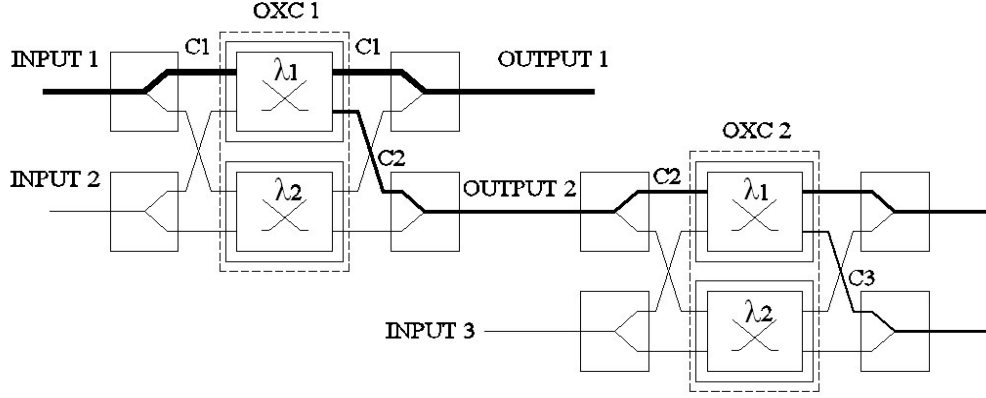 OXC 1
INPUT 1
C1
C1
OUTPUT 1
λ1
OXC 2
C2
INPUT 2
λ2
OUTPUT 2
C2
λ1
C3
INPUT 3
λ2